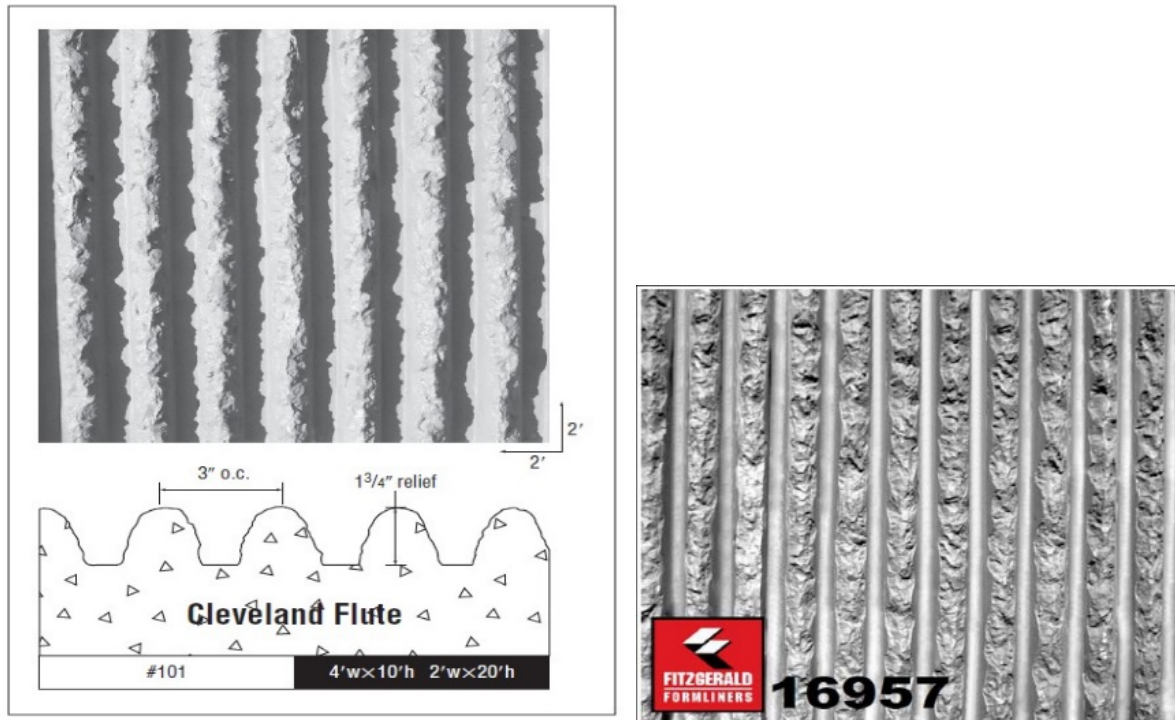 2'
2'
3" o.c.
1 3/4" relief
Cleveland Flute
#101
4'w×10'h 2'w×20'h
FITZGERALD
FORMLINERS
16957